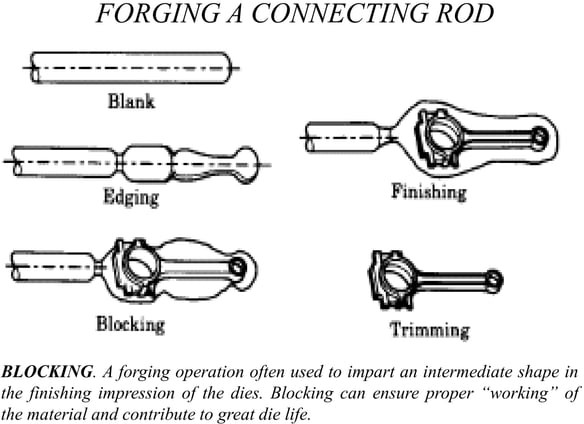 FORGING A CONNECTING ROD
Blank
Edging
Finishing
Blocking
Trimming
BLOCKING. A forging operation often used to impart an intermediate shape in
the finishing impression of the dies. Blocking can ensure proper “working” of
the material and contribute to great die life.